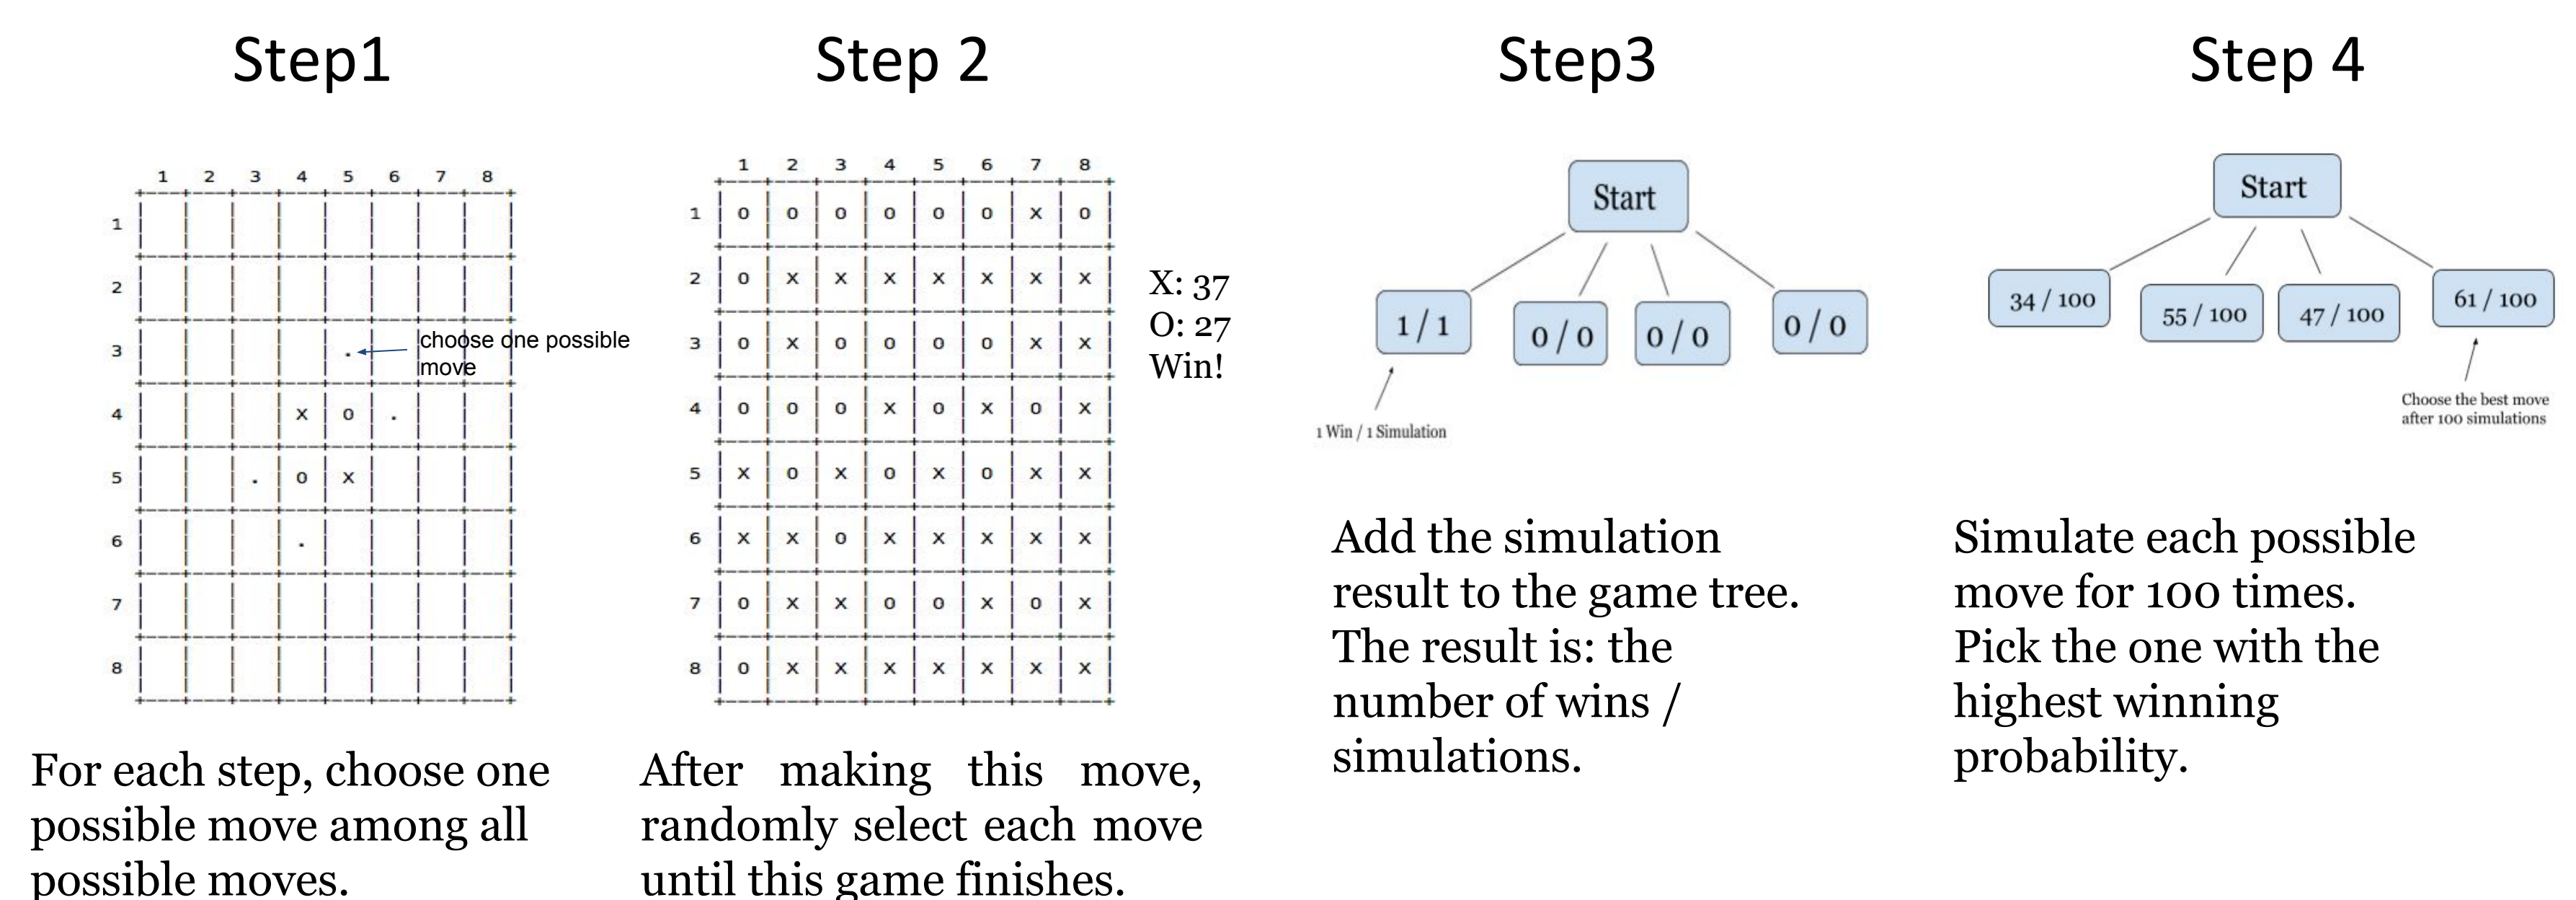 Step1
1 2 3 4 5 6 7 8
1
2
3 . choose one possible
move
4 x o .
5 . o x
6 .
7
8
For each step, choose one
possible move among all
possible moves.
Step 2
1 2 3 4 5 6 7 8
1 o o o o o o x o
2 o x x x x x x x
3 o x o o o o x x
4 o o o x o x o x
5 x o x o x o x x
6 x x o x x x x x
7 o x x o o x o x
8 o x x x x x x x
X: 37
O: 27
Win!
After making this move,
randomly select each move
until this game finishes.
Step3
Start
1 / 1 0 / 0 0 / 0 0 / 0
1 Win / 1 Simulation
Add the simulation
result to the game tree.
The result is: the
number of wins /
simulations.
Step 4
Start
34 / 100 55 / 100 47 / 100 61 / 100
Choose the best move
after 100 simulations
Simulate each possible
move for 100 times.
Pick the one with the
highest winning
probability.